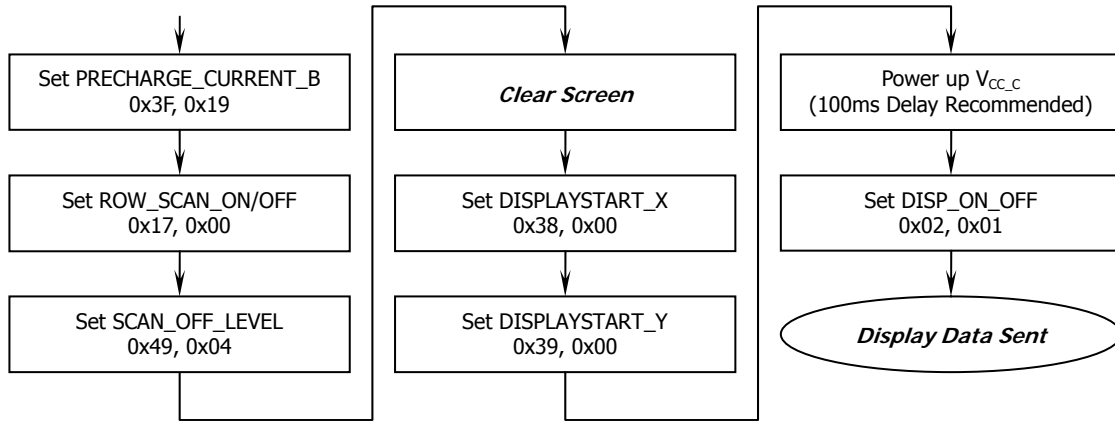 Set PRECHARGE_CURRENT_B
0x3F, 0x19
Set ROW_SCAN_ON/OFF
0x17, 0x00
Set SCAN_OFF_LEVEL
0x49, 0x04
Clear Screen
Set DISPLAYSTART_X
0x38, 0x00
Set DISPLAYSTART_Y
0x39, 0x00
Power up VCC_C
(100ms Delay Recommended)
Set DISP_ON_OFF
0x02, 0x01
Display Data Sent